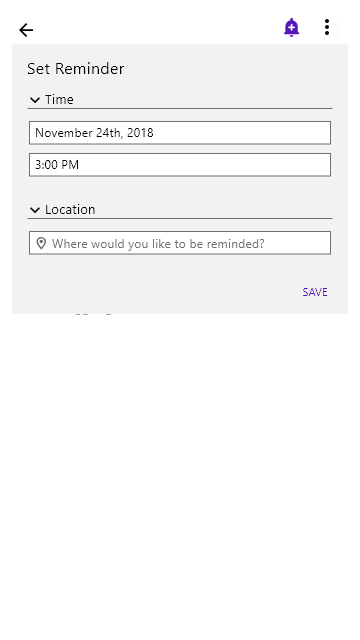 Set Reminder
Time
November 24th, 2018
3:00 PM
Location
Where would you like to be reminded?
SAVE